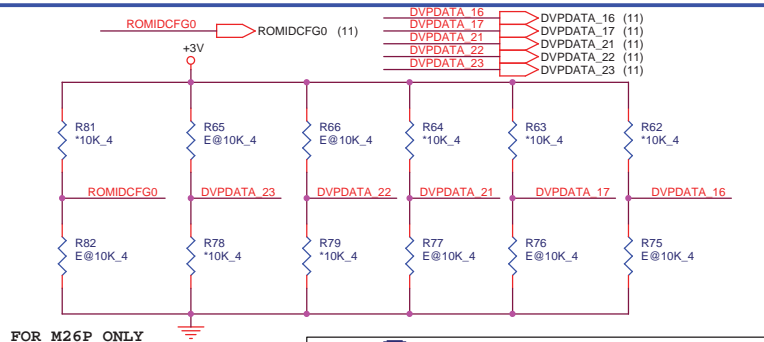 ROMIDCFG0 ROMIDCFG0 (11)
DVPDATA_16 DVPDATA_16 (11)
DVPDATA_17 DVPDATA_17 (11)
DVPDATA_21 DVPDATA_21 (11)
DVPDATA_22 DVPDATA_22 (11)
DVPDATA_23 DVPDATA_23 (11)
+3V
R81 R65 R66 R64 R63 R62
*10K_4 E@10K_4 E@10K_4 *10K_4 *10K_4 *10K_4
ROMIDCFG0 DVPDATA_23 DVPDATA_22 DVPDATA_21 DVPDATA_17 DVPDATA_16
R82 R78 R79 R77 R76 R75
E@10K_4 *10K_4 *10K_4 E@10K_4 E@10K_4 E@10K_4
FOR M26P ONLY